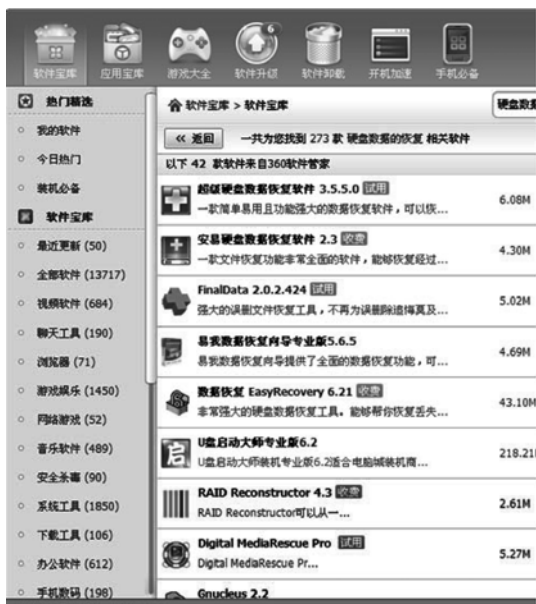 6
软件宝库 应用宝库 游戏大全 软件升级 软件卸载 开机加速 手机必备
热门精选
我的软件
今日热门
装机必备
软件宝库
最近更新 (50)
全部软件 (13717)
视频软件 (684)
聊天工具 (190)
浏览器 (71)
游戏娱乐 (1450)
网络游戏 (52)
音乐软件 (489)
安全杀毒 (90)
系统工具 (1850)
下载工具 (106)
办公软件 (612)
手机数码 (198)
软件宝库 > 软件宝库
硬盘数据
<< 返回 一共为您找到 273 款 硬盘数据的恢复 相关软件
以下 42 款软件来自360软件管家
超级硬盘数据恢复软件 3.5.5.0 试用
一款简单易用且功能强大的数据恢复软件，可以恢...
6.08M
安易硬盘数据恢复软件 2.3 收费
一款文件恢复功能非常全面的软件，能够恢复经过...
4.30M
FinalData 2.0.2.424 试用
强大的误删文件恢复工具，不再为误删除追悔莫及...
5.02M
易我数据恢复向导专业版5.6.5
易我数据恢复向导提供了全面的数据恢复功能，可...
4.69M
数据恢复 EasyRecovery 6.21 收费
非常强大的硬盘数据恢复工具。能够帮你恢复丢失...
43.10M
启
U盘启动大师专业版6.2
U盘启动大师装机专业版6.2适合电脑城装机商...
218.21M
RAID Reconstructor 4.3 收费
RAID Reconstructor可以从一...
2.61M
Digital MediaRescue Pro 试用
Digital MediaRescue Pr...
5.27M
Gnucleus 2.2